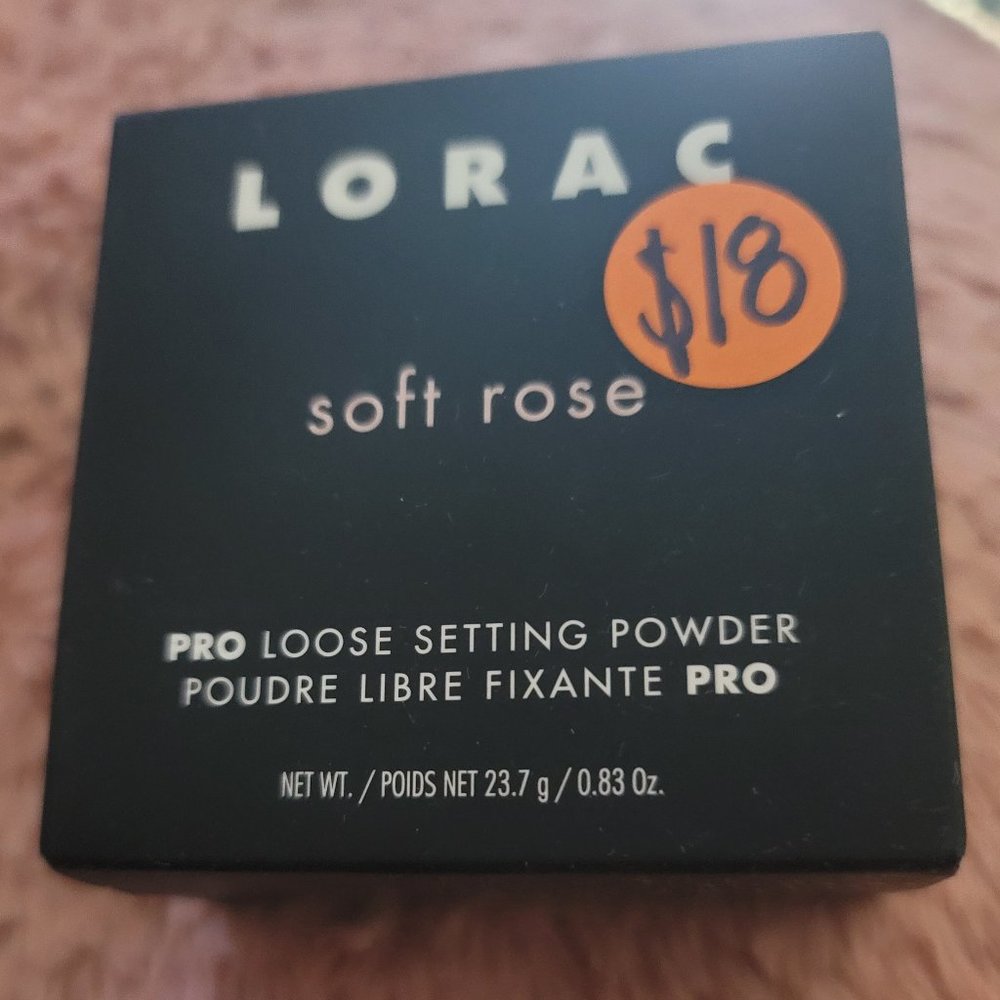 LORAC
$18
soft rose
PRO LOOSE SETTING POWDER
POUDRE LIBRE FIXANTE PRO
NET WT. / POIDS NET 23.7 g / 0.83 Oz.